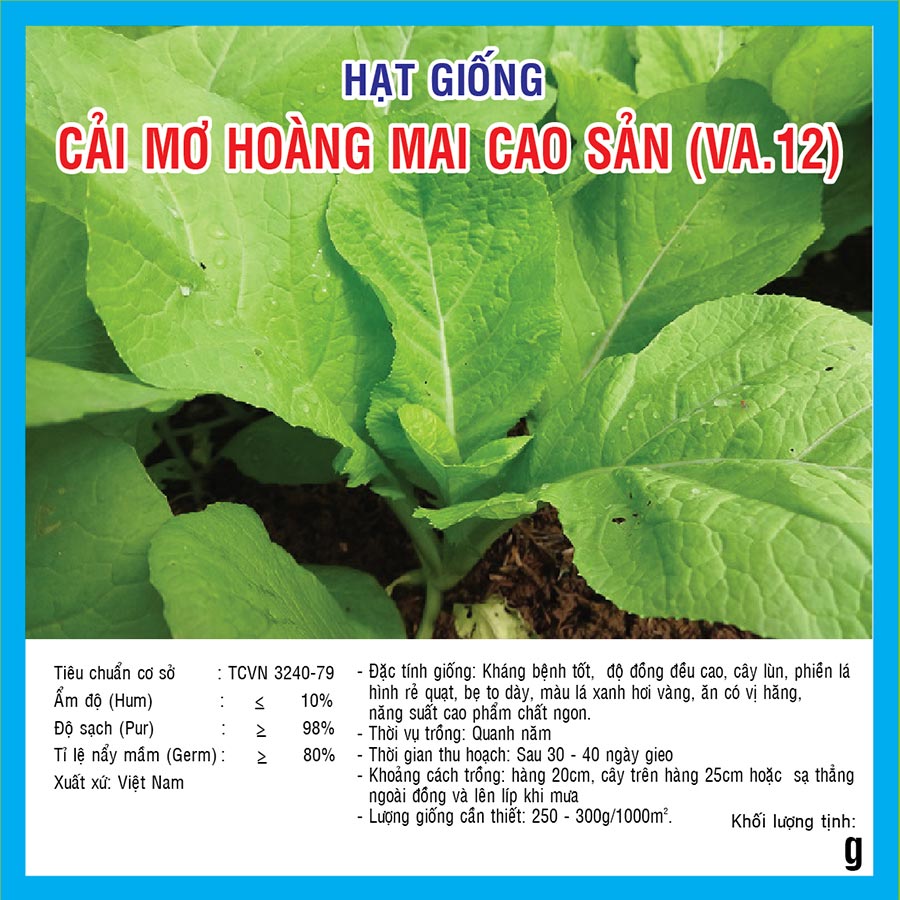 HẠT GIỐNG
CẢI MƠ HOÀNG MAI CAO SẢN (VA.12)
Tiêu chuẩn cơ sở : TCVN 3240-79
Ẩm độ (Hum) : ≤ 10%
Độ sạch (Pur) : ≥ 98%
Tỉ lệ nẩy mầm (Germ) : ≥ 80%
Xuất xứ: Việt Nam
- Đặc tính giống: Kháng bệnh tốt, độ đồng đều cao, cây lùn, phiến lá
hình rẻ quạt, bẹ to dày, màu lá xanh hơi vàng, ăn có vị hăng,
năng suất cao phẩm chất ngon.
- Thời vụ trồng: Quanh năm
- Thời gian thu hoạch: Sau 30 - 40 ngày gieo
- Khoảng cách trồng: hàng 20cm, cây trên hàng 25cm hoặc sạ thẳng
ngoài đồng và lên líp khi mưa
- Lượng giống cần thiết: 250 - 300g/1000m².
Khối lượng tịnh:
g